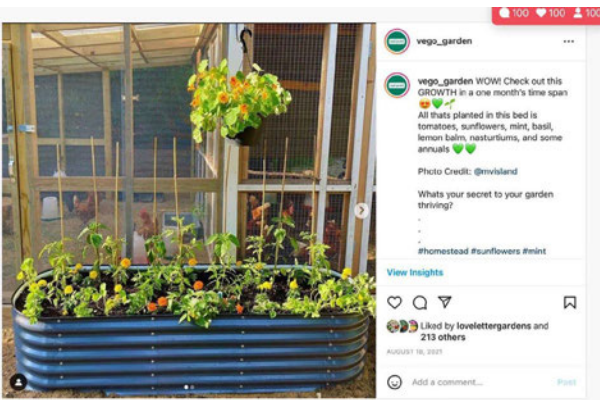 100 100 100
vego_garden
vego_garden WOW! Check out this
GROWTH in a one month's time span
😍💚🌱
All thats planted in this bed is
tomatoes, sunflowers, mint, basil,
lemon balm, nasturtiums, and some
annuals 💚💚
Photo Credit: @mvisland
Whats your secret to your garden
thriving?
.
.
.
#homestead #sunflowers #mint
View Insights
Liked by lovelettergardens and
213 others
AUGUST 18, 2021
Add a comment...
Post